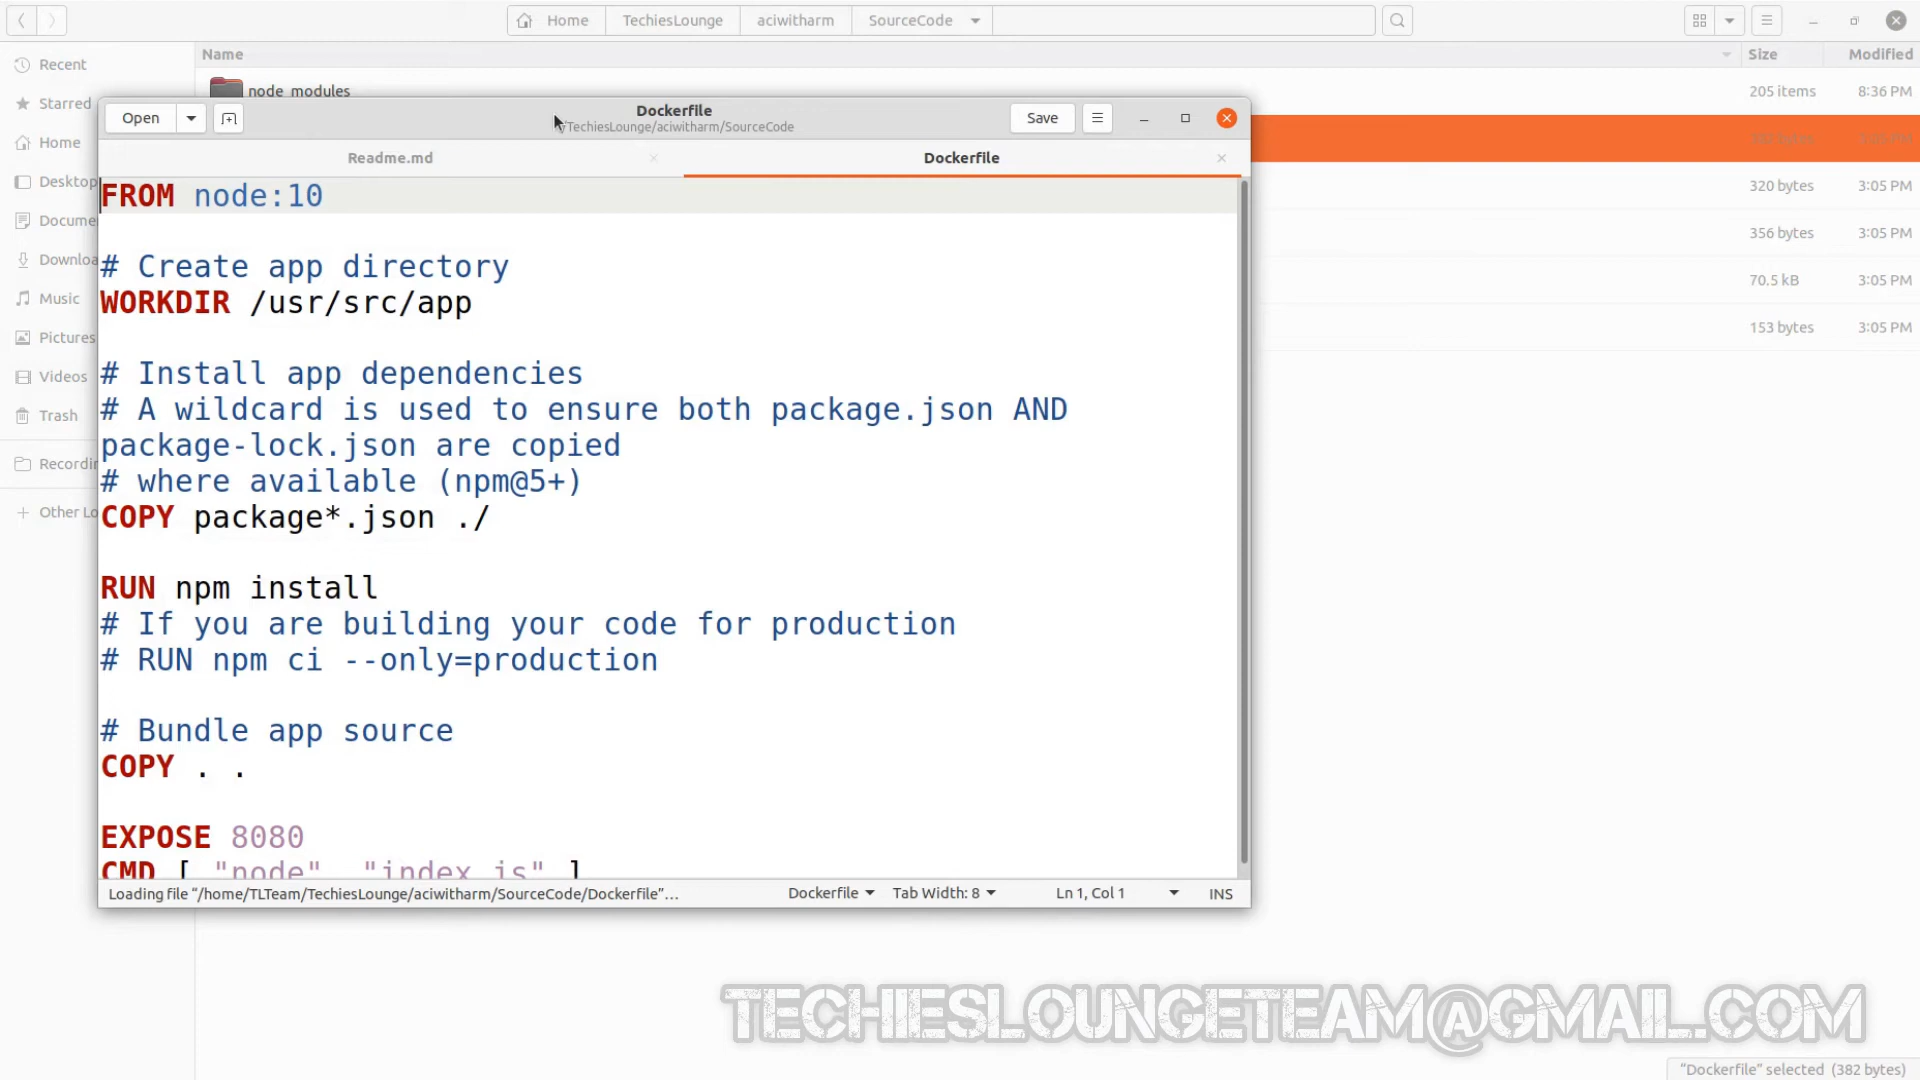 Home TechiesLounge aciwitharm SourceCode
Name Size Modified
Recent
Starred
Home
Desktop
Docume
Downloa
Music
Pictures
Videos
Trash
Recordin
Other Lo
node_modules 205 items 8:36 PM
320 bytes 3:05 PM
356 bytes 3:05 PM
70.5 kB 3:05 PM
153 bytes 3:05 PM
Open Dockerfile Save
/TechiesLounge/aciwitharm/SourceCode
Readme.md Dockerfile
FROM node:10
# Create app directory
WORKDIR /usr/src/app
# Install app dependencies
# A wildcard is used to ensure both package.json AND
package-lock.json are copied
# where available (npm@5+)
COPY package*.json ./
RUN npm install
# If you are building your code for production
# RUN npm ci --only=production
# Bundle app source
COPY . .
EXPOSE 8080
CMD [ "node", "index.js" ]
Loading file “/home/TLTeam/TechiesLounge/aciwitharm/SourceCode/Dockerfile”… Dockerfile Tab Width: 8 Ln 1, Col 1 INS
TECHIESLOUNGETEAM@GMAIL.COM
“Dockerfile” selected (382 bytes)